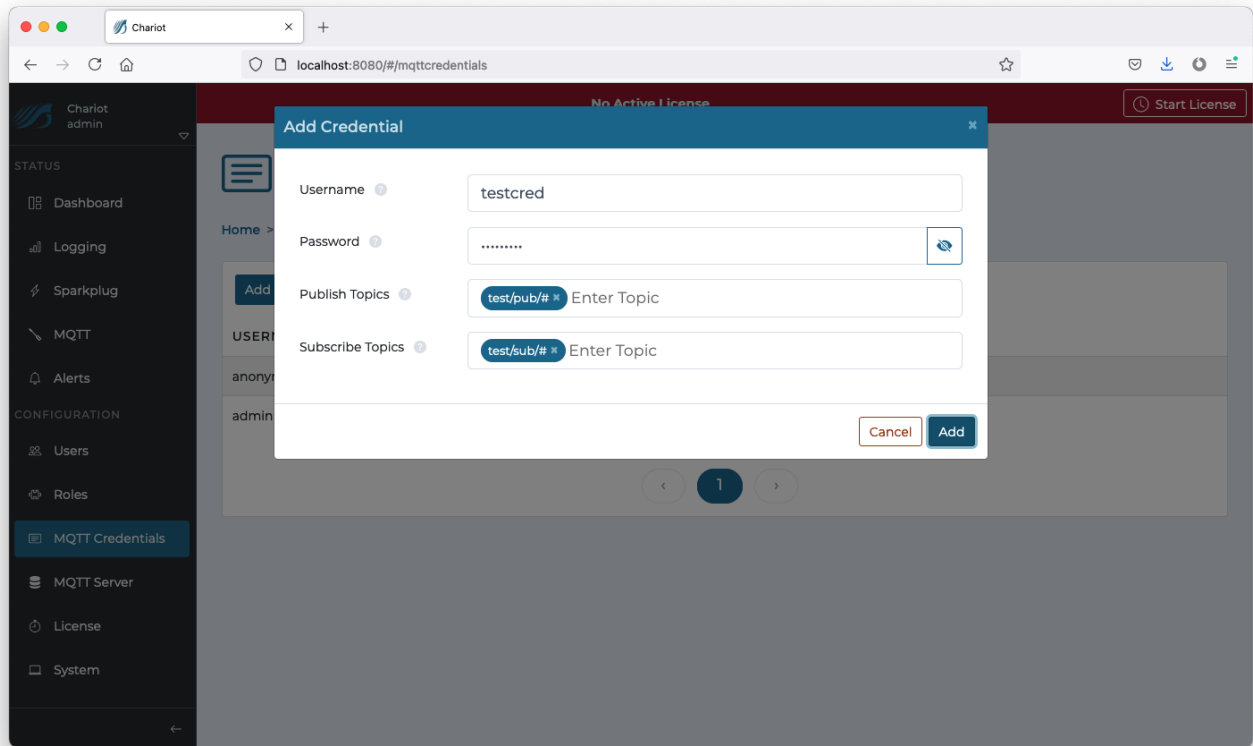 Chariot
localhost:8080/#/mqttcredentials
Chariot
admin
No Active License
Start License
STATUS
Dashboard
Logging
Sparkplug
MQTT
Alerts
CONFIGURATION
Users
Roles
MQTT Credentials
MQTT Server
License
System
Home >
Add
USERN
anonyr
admin
Add Credential
Username
testcred
Password
•••••••••
Publish Topics
test/pub/# × Enter Topic
Subscribe Topics
test/sub/# × Enter Topic
Cancel Add
‹ 1 ›